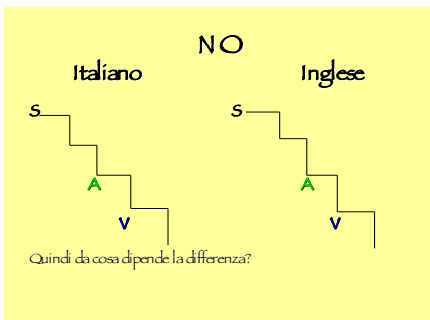 NO
Italiano Inglese
S S
A A
V V
Quindi da cosa dipende la differenza?